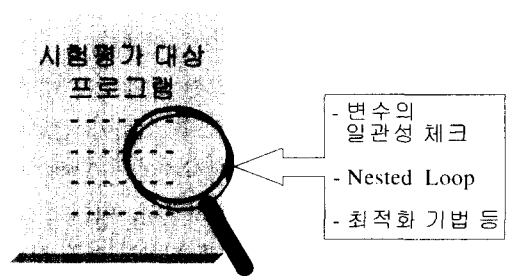 시험평가 대상
프로그램
- 변수의
일관성 체크
- Nested Loop
- 최적화 기법 등